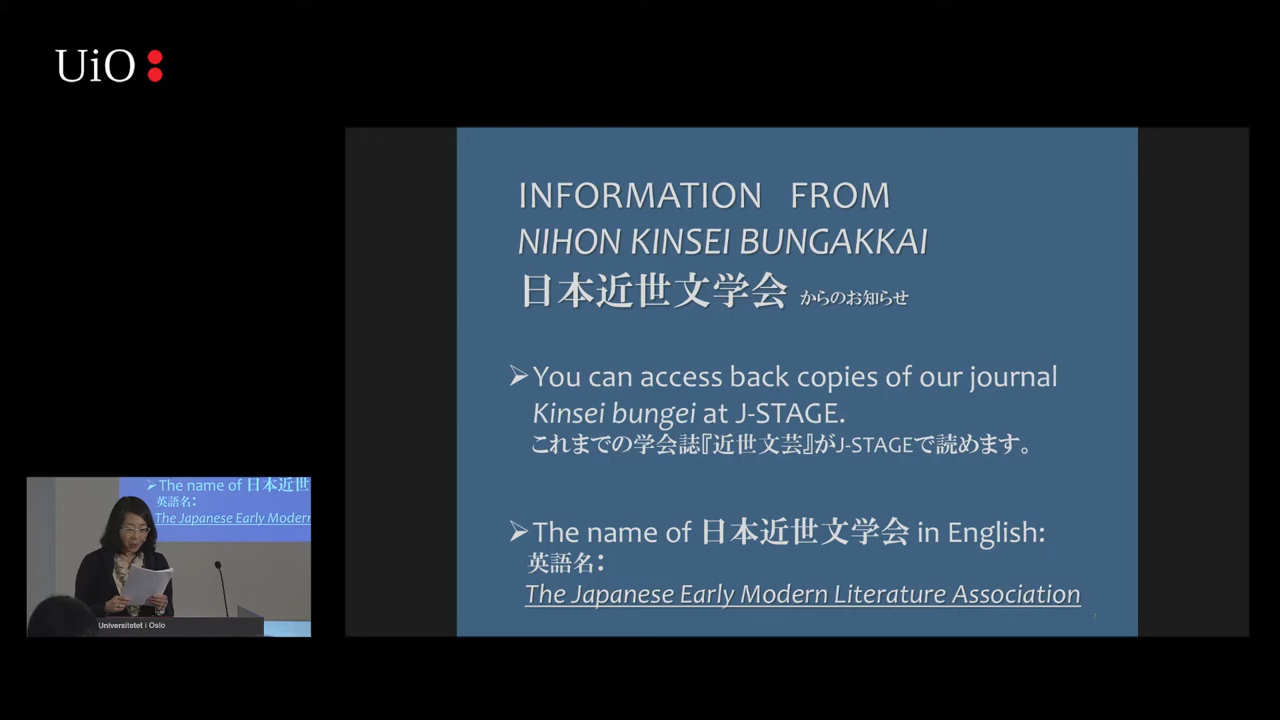 UiO:
INFORMATION FROM
NIHON KINSEI BUNGAKKAI
日本近世文学会 からのお知らせ
➢You can access back copies of our journal
Kinsei bungei at J-STAGE.
これまでの学会誌『近世文芸』がJ-STAGEで読めます。
➢The name of 日本近世文学会 in English:
英語名：
The Japanese Early Modern Literature Association
➢The name of 日本近世
英語名：
The Japanese Early Modern
Universitetet i Oslo